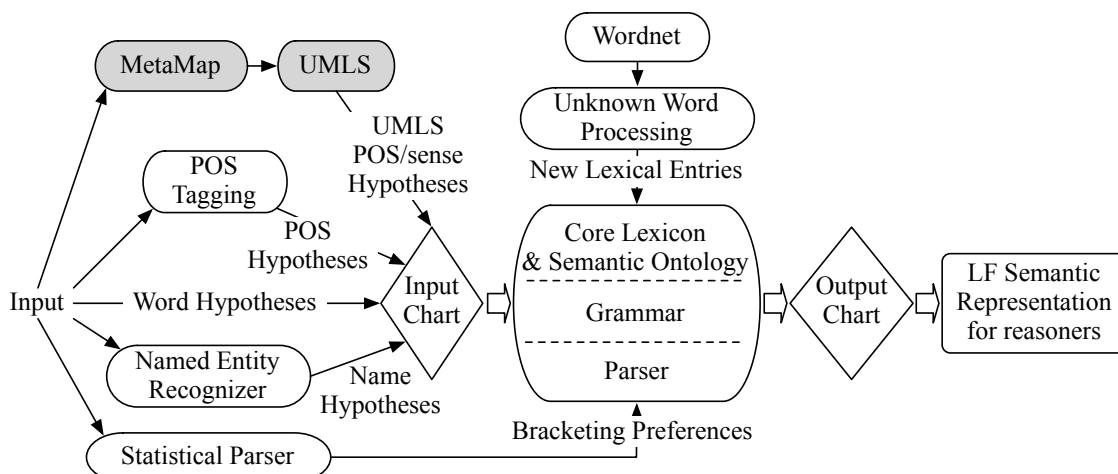 Wordnet
MetaMap
UMLS
Unknown Word
Processing
UMLS
POS/sense
Hypotheses
New Lexical Entries
POS
Tagging
POS
Hypotheses
Core Lexicon
& Semantic Ontology
Input
Word Hypotheses
Input
Chart
Grammar
Output
Chart
LF Semantic
Representation
for reasoners
Named Entity
Recognizer
Name
Hypotheses
Parser
Bracketing Preferences
Statistical Parser